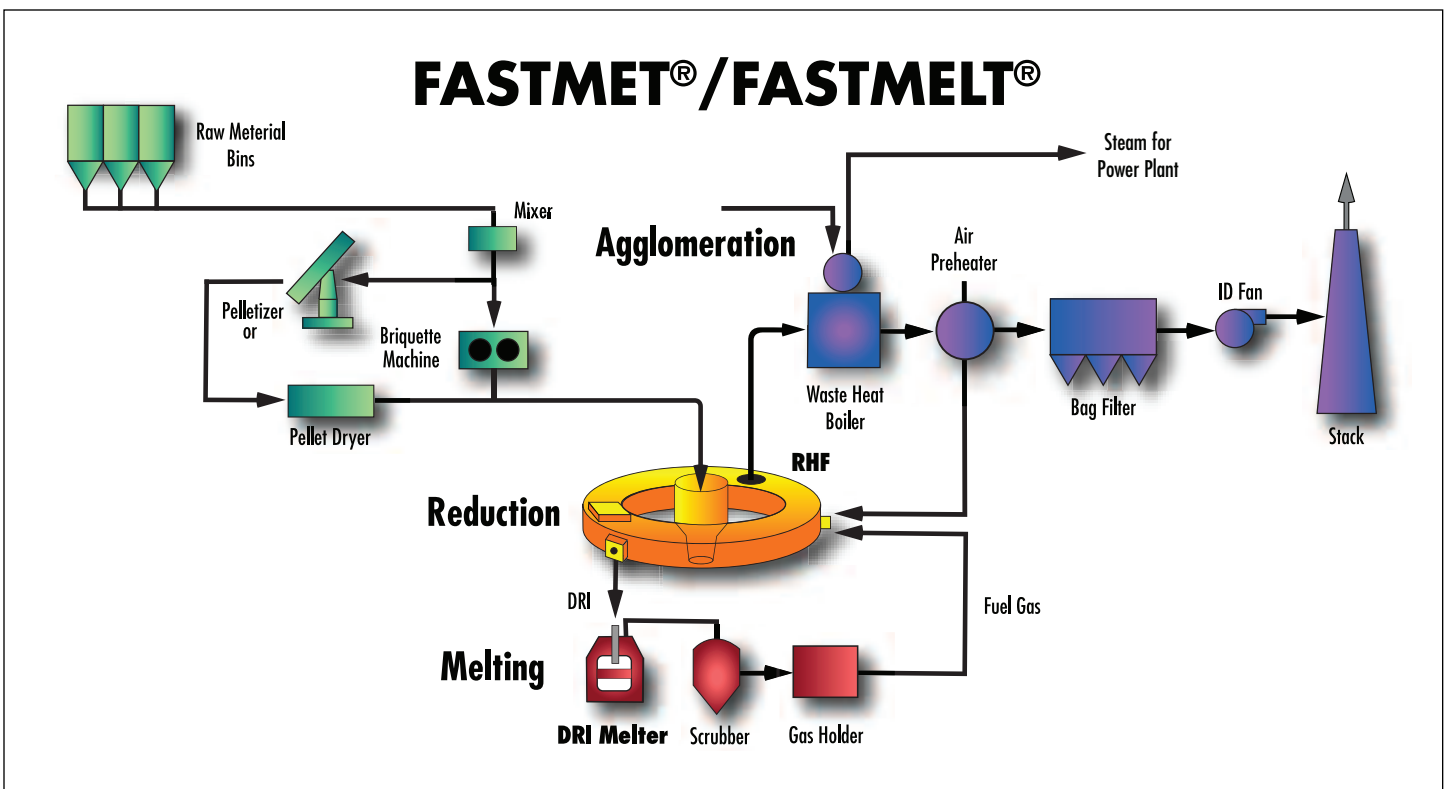 FASTMET®/FASTMELT®
Raw Meterial
Bins
Mixer
Steam for
Power Plant
Agglomeration
Air
Preheater
Pelletizer
or
Briquette
Machine
ID Fan
Waste Heat
Boiler
Bag Filter
Pellet Dryer
Stack
RHF
Reduction
DRI
Fuel Gas
Melting
DRI Melter
Scrubber
Gas Holder